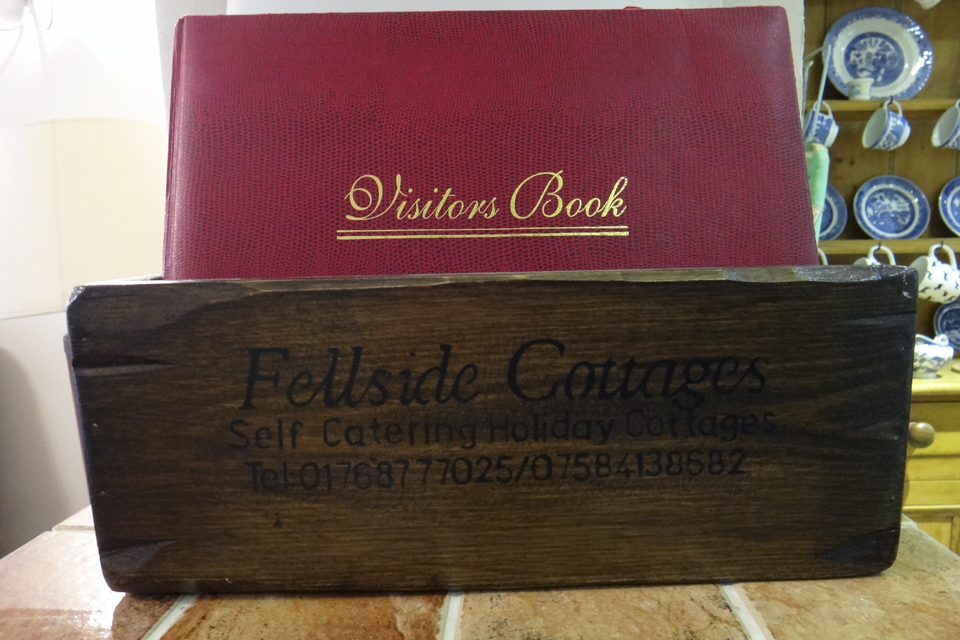 Visitors Book
Fellside Cottages
Self Catering Holiday Cottages
Tel:01768777025/07584138682